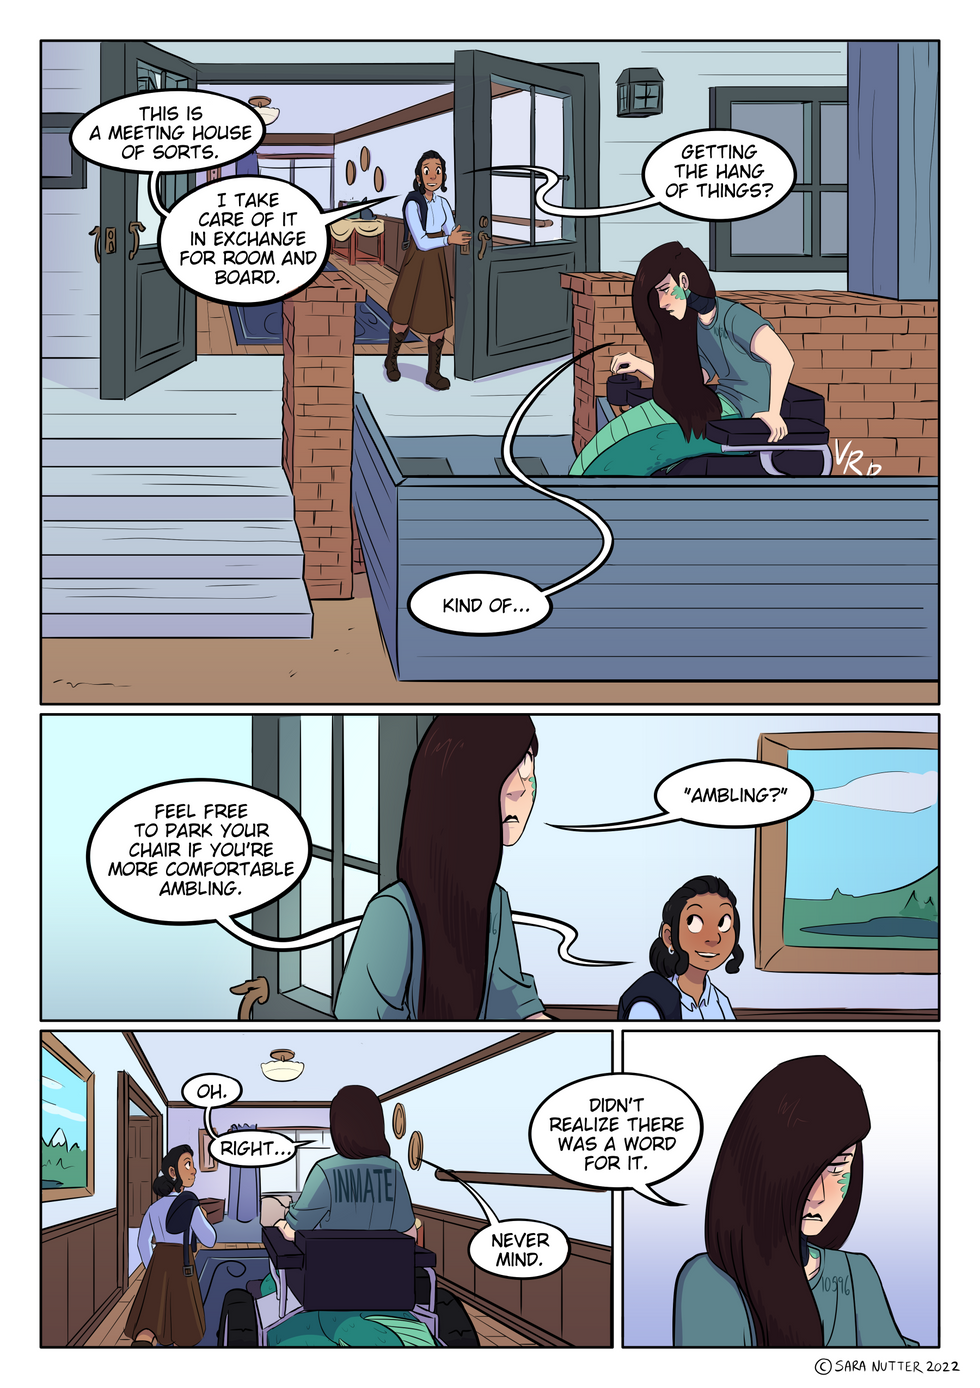 THIS IS
A MEETING HOUSE
OF SORTS.
I TAKE
CARE OF IT
IN EXCHANGE
FOR ROOM AND
BOARD.
GETTING
THE HANG
OF THINGS?
VRD
KIND OF...
FEEL FREE
TO PARK YOUR
CHAIR IF YOU'RE
MORE COMFORTABLE
AMBLING.
"AMBLING?"
OH.
RIGHT...
INMATE
NEVER
MIND.
DIDN'T
REALIZE THERE
WAS A WORD
FOR IT.
10996
© SARA NUTTER 2022